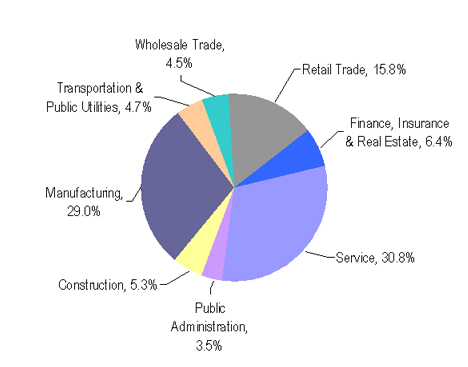 Wholesale Trade,
4.5%
Retail Trade, 15.8%
Transportation &
Public Utilities, 4.7%
Finance, Insurance
& Real Estate, 6.4%
Manufacturing,
29.0%
Service, 30.8%
Construction, 5.3%
Public
Administration,
3.5%